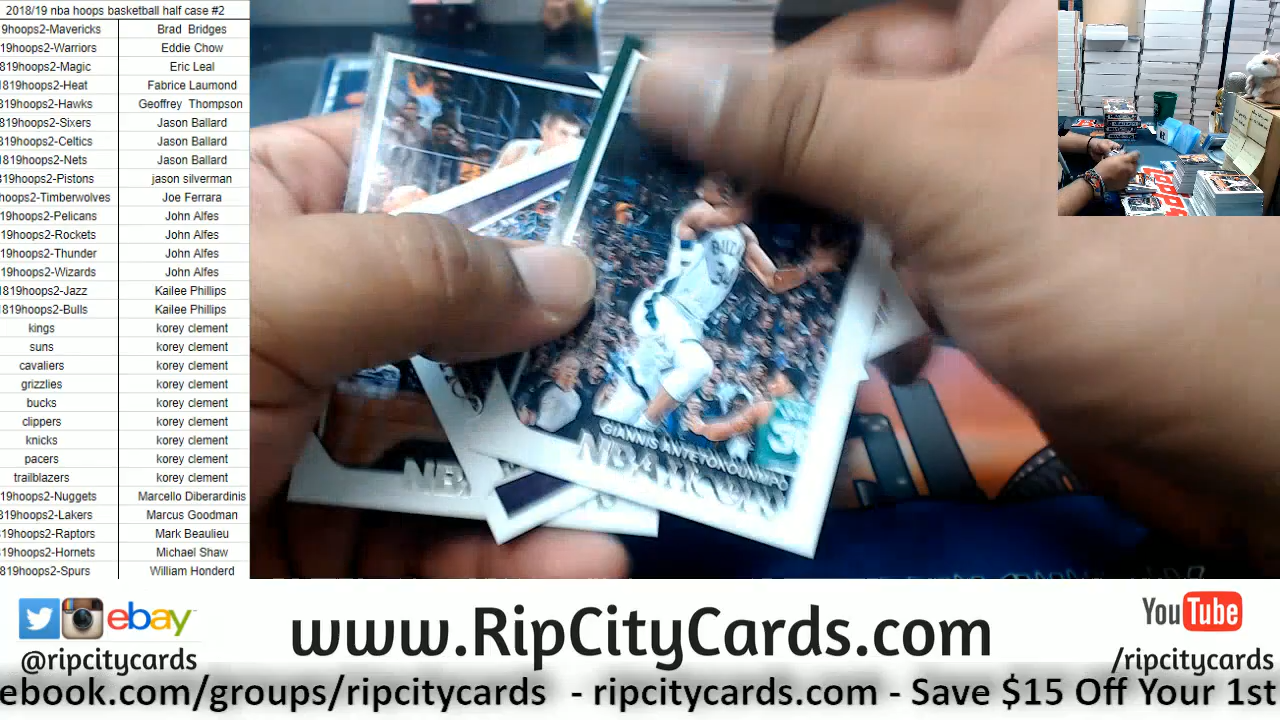 2018/19 nba hoops basketball half case #2
9hoops2-Mavericks Brad Bridges
19hoops2-Warriors Eddie Chow
819hoops2-Magic Eric Leal
1819hoops2-Heat Fabrice Laumond
819hoops2-Hawks Geoffrey Thompson
819hoops2-Sixers Jason Ballard
19hoops2-Celtics Jason Ballard
1819hoops2-Nets Jason Ballard
819hoops2-Pistons jason silverman
hoops2-Timberwolves Joe Ferrara
19hoops2-Pelicans John Alfes
19hoops2-Rockets John Alfes
19hoops2-Thunder John Alfes
19hoops2-Wizards John Alfes
1819hoops2-Jazz Kailee Phillips
1819hoops2-Bulls Kailee Phillips
kings korey clement
suns korey clement
cavaliers korey clement
grizzlies korey clement
bucks korey clement
clippers korey clement
knicks korey clement
pacers korey clement
trailblazers korey clement
19hoops2-Nuggets Marcello Diberardinis
819hoops2-Lakers Marcus Goodman
819hoops2-Raptors Mark Beaulieu
19hoops2-Hornets Michael Shaw
819hoops2-Spurs William Honderd
GIANNIS ANTETOKOUNMPO
NBA
ebay
@ripcitycards
www.RipCityCards.com
YouTube
/ripcitycards
ebook.com/groups/ripcitycards - ripcitycards.com - Save $15 Off Your 1st